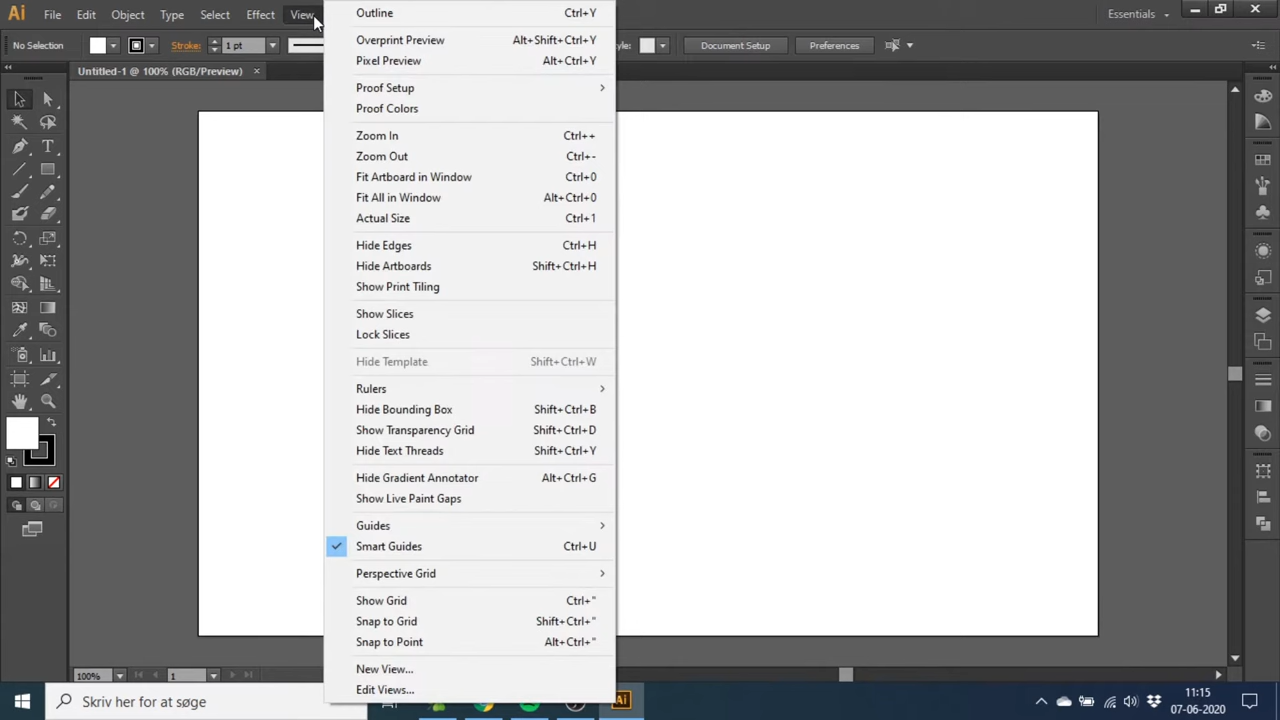 Ai File Edit Object Type Select Effect View Essentials
No Selection Stroke: 1 pt Document Setup Preferences
Untitled-1 @ 100% (RGB/Preview) ×
Outline Ctrl+Y
Overprint Preview Alt+Shift+Ctrl+Y
Pixel Preview Alt+Ctrl+Y
Proof Setup
Proof Colors
Zoom In Ctrl++
Zoom Out Ctrl+-
Fit Artboard in Window Ctrl+0
Fit All in Window Alt+Ctrl+0
Actual Size Ctrl+1
Hide Edges Ctrl+H
Hide Artboards Shift+Ctrl+H
Show Print Tiling
Show Slices
Lock Slices
Hide Template Shift+Ctrl+W
Rulers
Hide Bounding Box Shift+Ctrl+B
Show Transparency Grid Shift+Ctrl+D
Hide Text Threads Shift+Ctrl+Y
Hide Gradient Annotator Alt+Ctrl+G
Show Live Paint Gaps
Guides
Smart Guides Ctrl+U
Perspective Grid
Show Grid Ctrl+"
Snap to Grid Shift+Ctrl+"
Snap to Point Alt+Ctrl+"
New View...
Edit Views...
100% 1
Skriv her for at søge Ai 11:15
07-06-2020